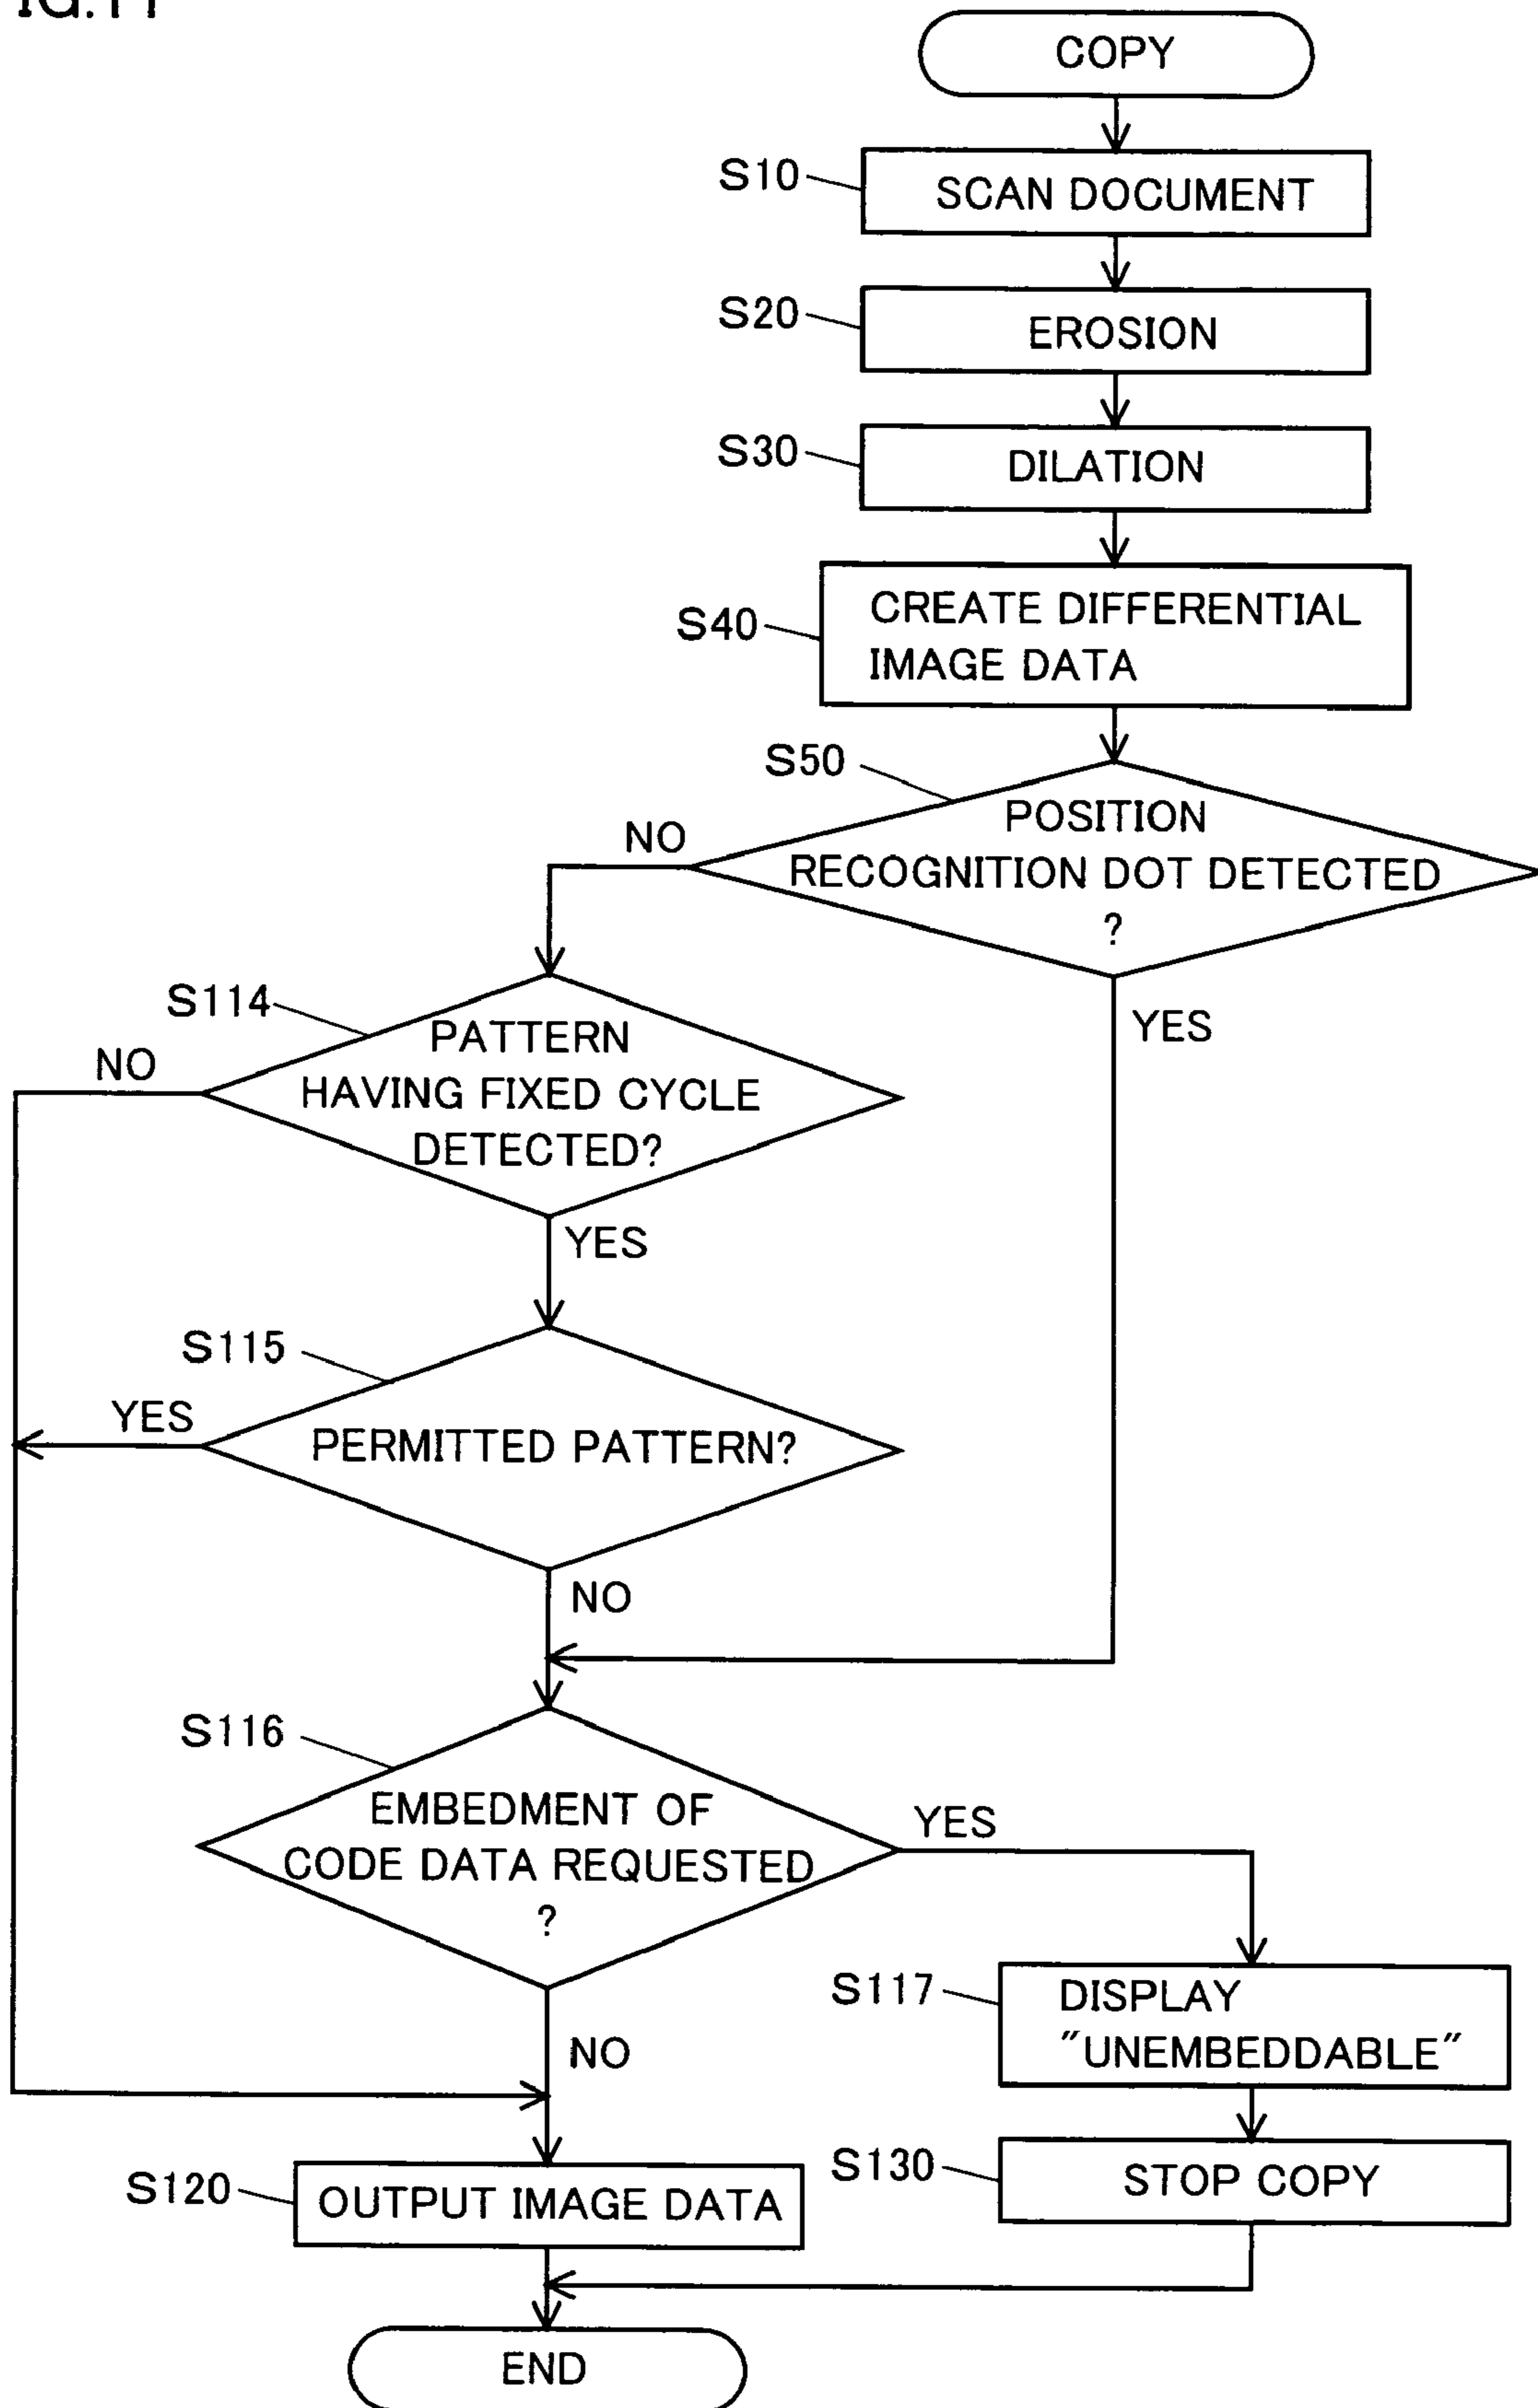 COPY
S10
SCAN DOCUMENT
S20
EROSION
S30
DILATION
S40
CREATE DIFFERENTIAL
IMAGE DATA
S50
POSITION
RECOGNITION DOT DETECTED
?
NO
YES
S114
PATTERN
HAVING FIXED CYCLE
DETECTED?
NO
YES
S115
PERMITTED PATTERN?
YES
NO
S116
EMBEDMENT OF
CODE DATA REQUESTED
?
YES
NO
S117
DISPLAY
"UNEMBEDDABLE"
S130
STOP COPY
S120
OUTPUT IMAGE DATA
END